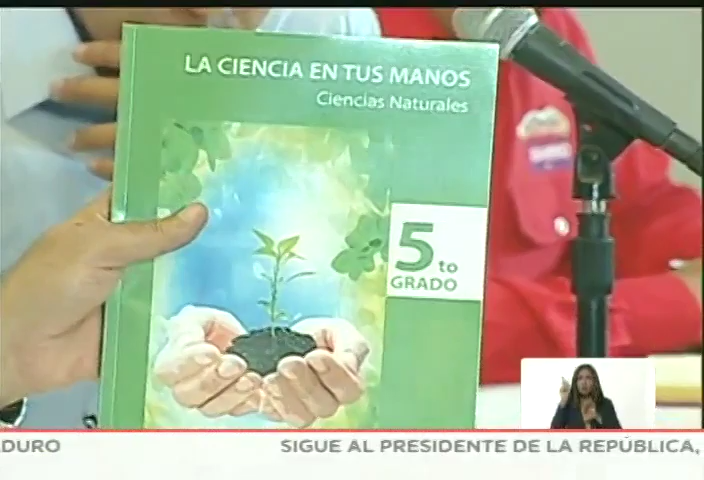 LA CIENCIA EN TUS MANOS
Ciencias Naturales
5to
GRADO
DURO SIGUE AL PRESIDENTE DE LA REPÚBLICA,